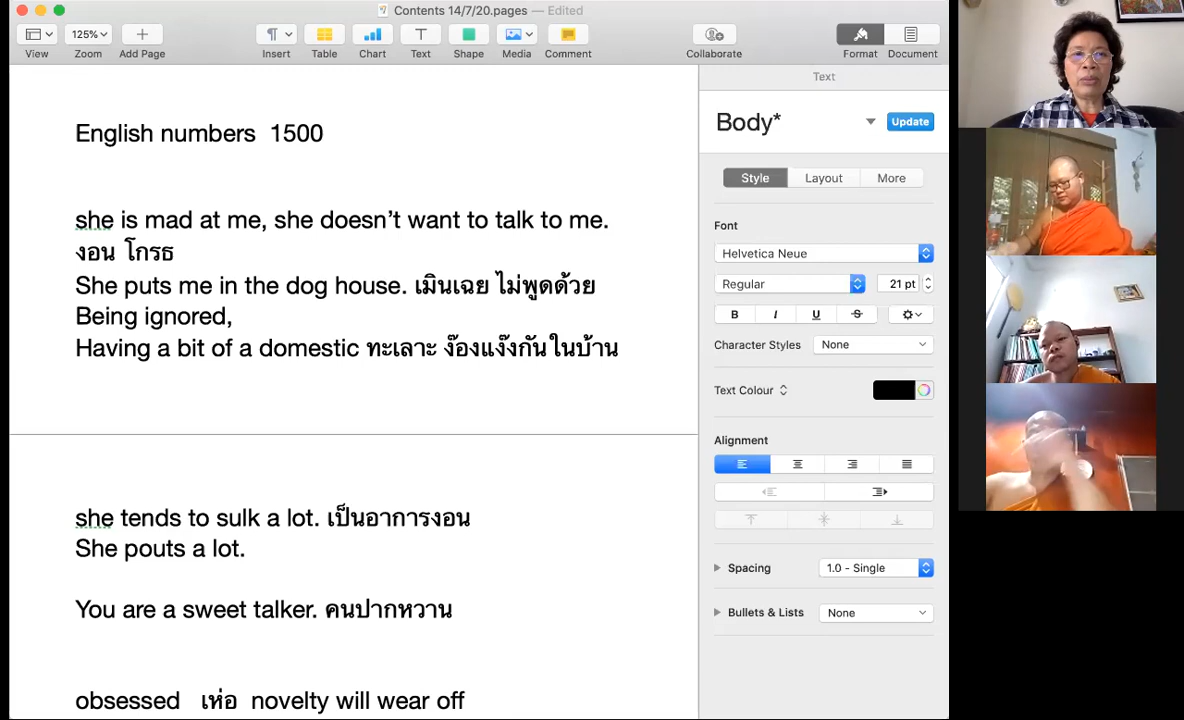 Contents 14/7/20.pages — Edited
125%
View
Zoom
Add Page
Insert
Table
Chart
Text
Shape
Media
Comment
Collaborate
Format
Document
English numbers 1500
she is mad at me, she doesn’t want to talk to me.
งอน โกรธ
She puts me in the dog house. เมินเฉย ไม่พูดด้วย
Being ignored,
Having a bit of a domestic ทะเลาะ ง๊องแง๊งกันในบ้าน
she tends to sulk a lot. เป็นอาการงอน
She pouts a lot.
You are a sweet talker. คนปากหวาน
obsessed เห่อ novelty will wear off
Text
Body*
Update
Style
Layout
More
Font
Helvetica Neue
Regular
21 pt
B I U S
Character Styles
None
Text Colour
Alignment
Spacing
1.0 - Single
Bullets & Lists
None